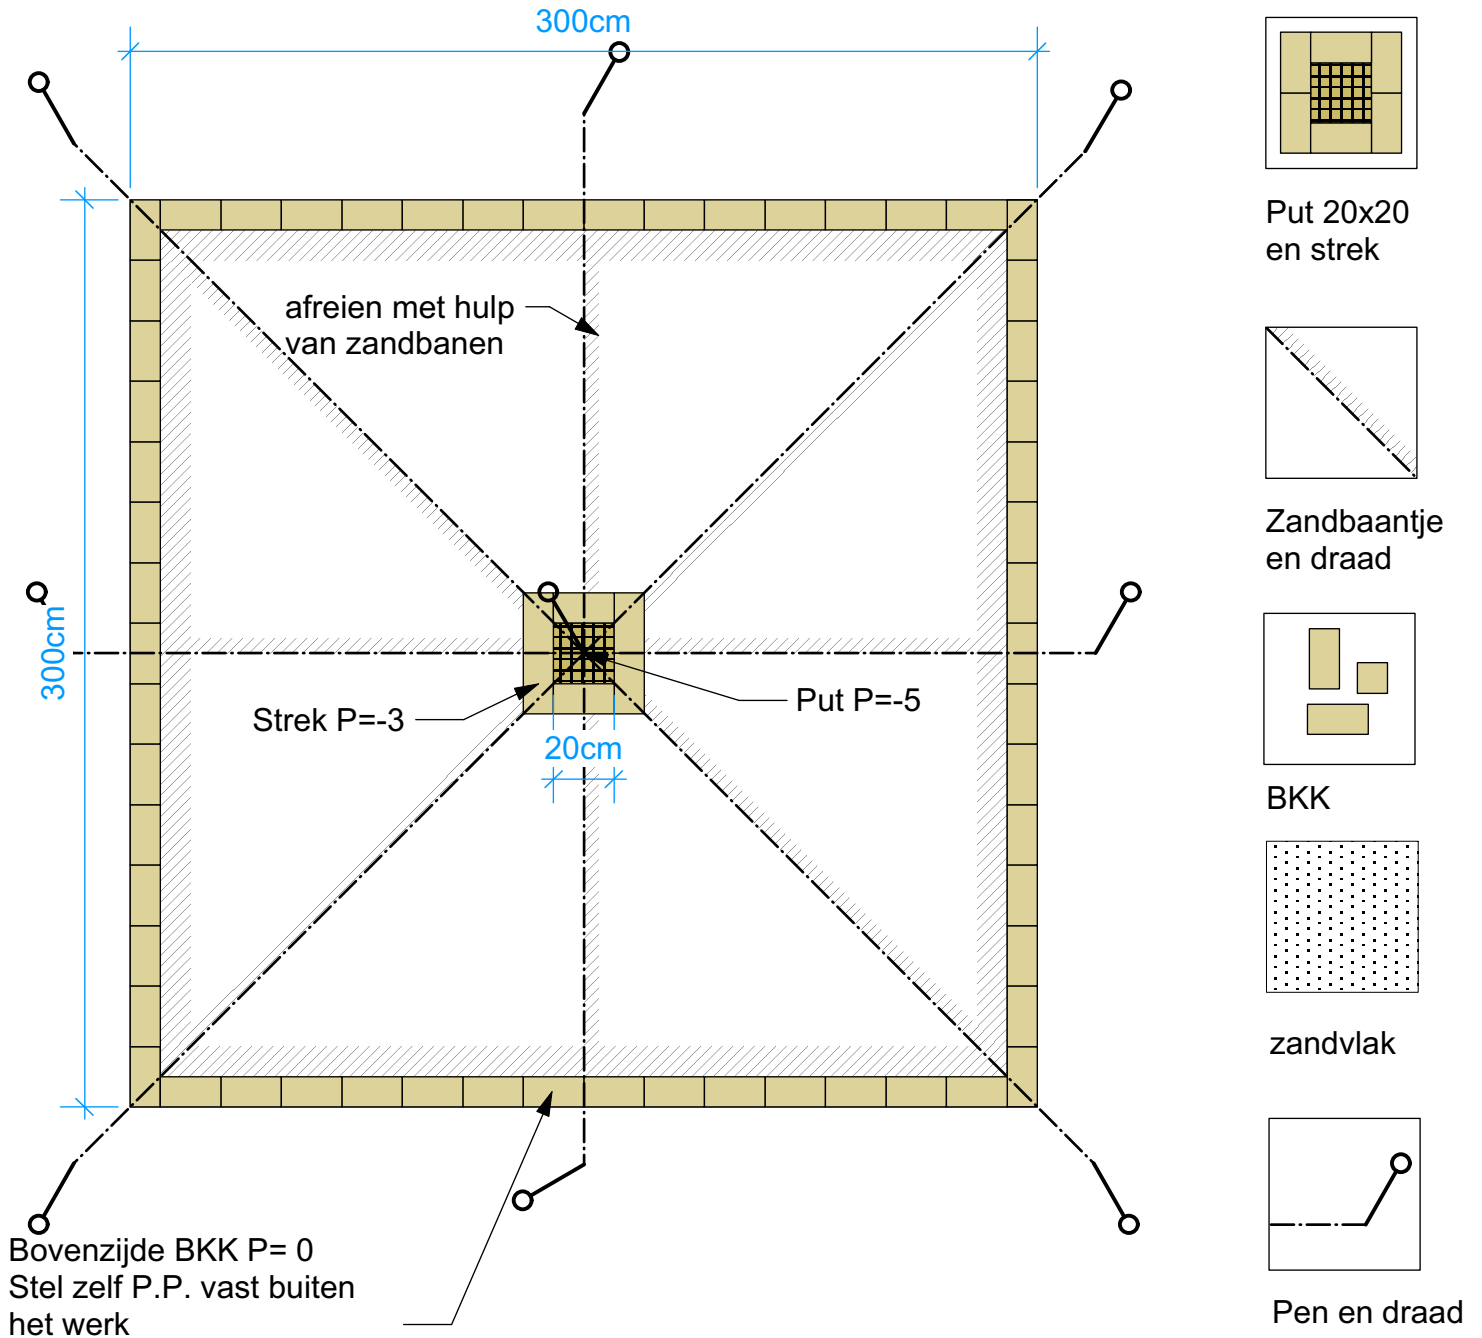 300cm
afreien met hulp
van zandbanen
300cm
Strek P=-3
Put P=-5
20cm
Bovenzijde BKK P= 0
Stel zelf P.P. vast buiten
het werk
Put 20x20
en strek
Zandbaantje
en draad
BKK
zandvlak
Pen en draad